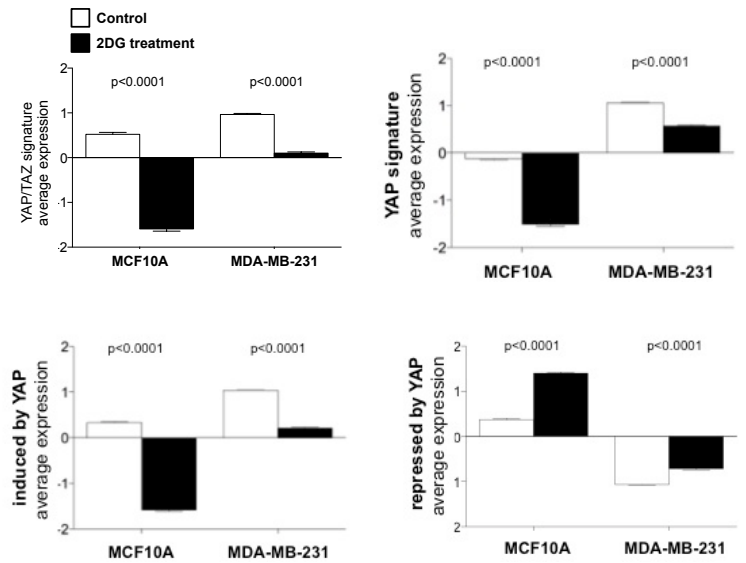 Control
2DG treatment
YAP/TAZ signature
average expression
2
1
0
-1
-2
p<0.0001
p<0.0001
MCF10A
MDA-MB-231
YAP signature
average expression
2
1
0
-1
-2
p<0.0001
p<0.0001
MCF10A
MDA-MB-231
induced by YAP
average expression
2
1
0
-1
-2
p<0.0001
p<0.0001
MCF10A
MDA-MB-231
repressed by YAP
average expression
2
1
0
1
2
p<0.0001
p<0.0001
MCF10A
MDA-MB-231